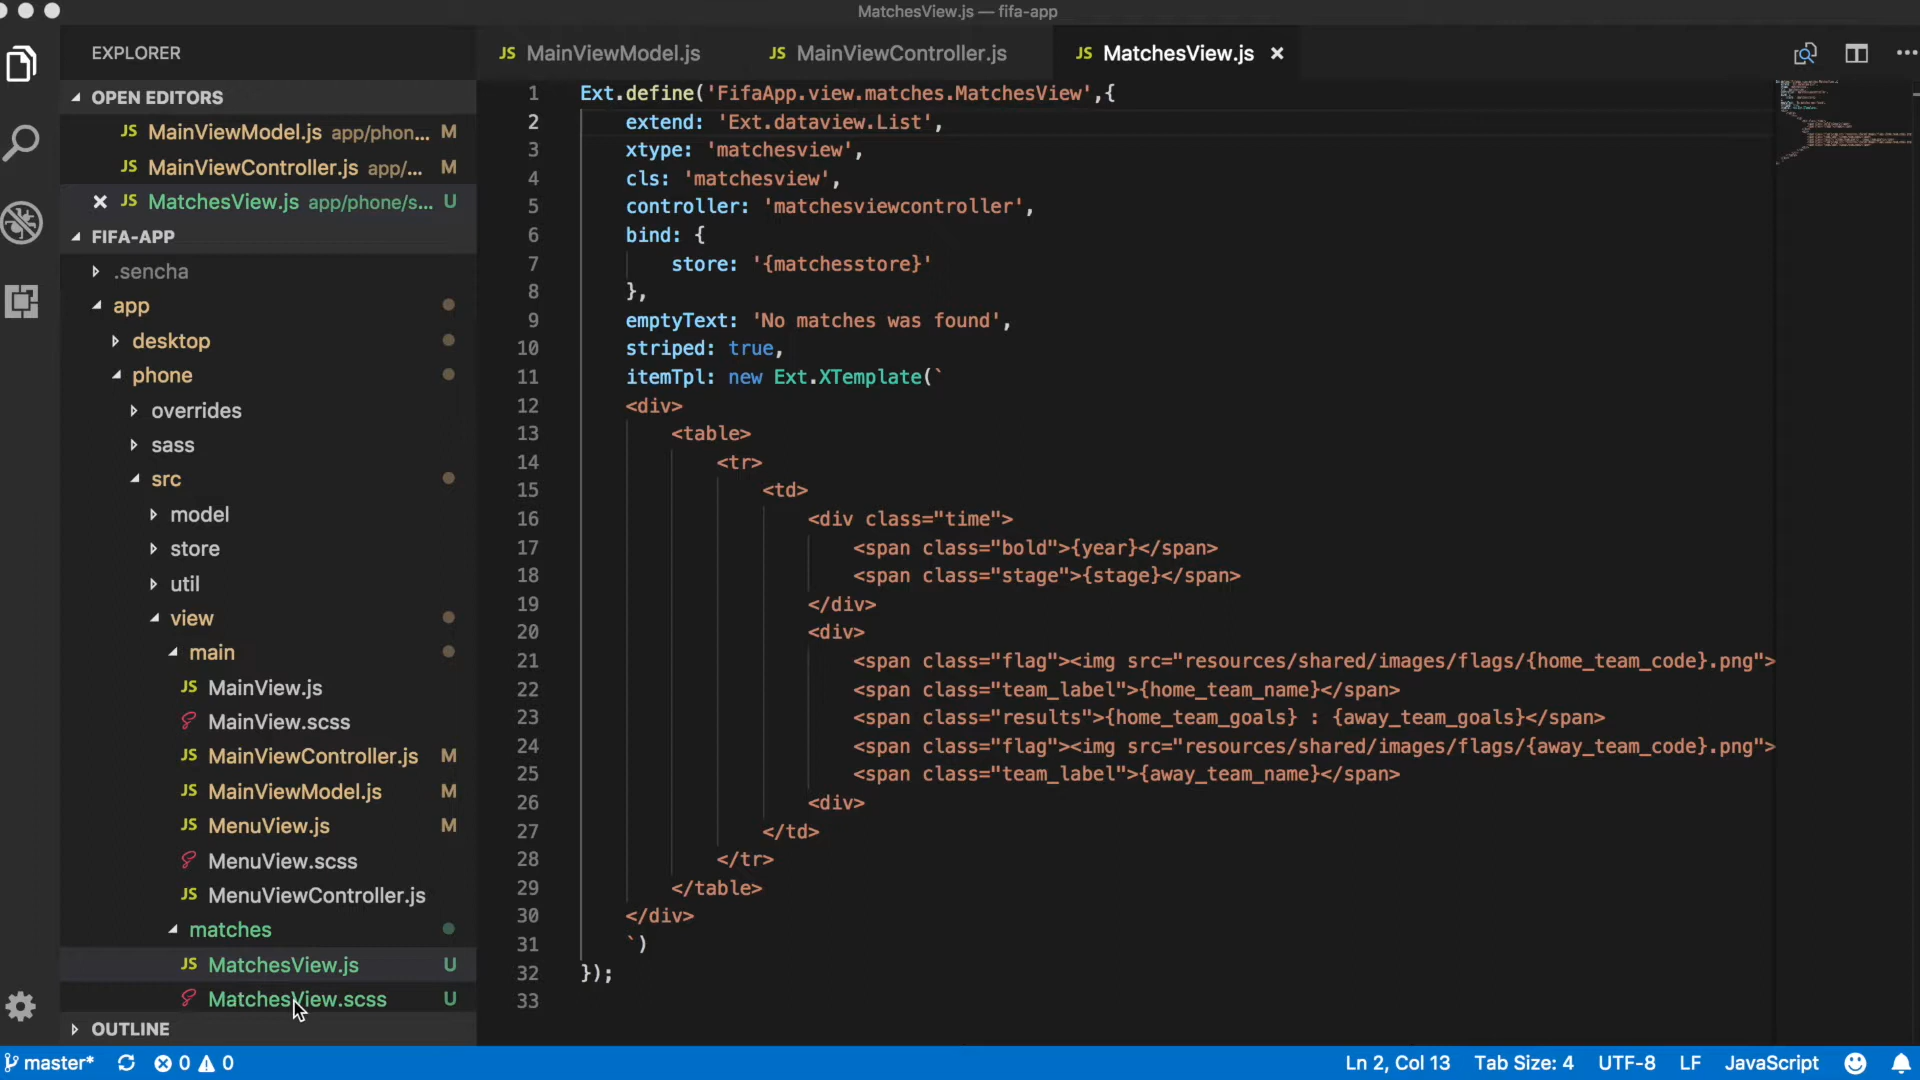 MatchesView.js — fifa-app
EXPLORER
OPEN EDITORS
JS MainViewModel.js app/phon... M
JS MainViewController.js app/... M
JS MatchesView.js app/phone/s... U
FIFA-APP
.sencha
app
desktop
phone
overrides
sass
src
model
store
util
view
main
JS MainView.js
MainView.scss
JS MainViewController.js M
JS MainViewModel.js M
JS MenuView.js M
MenuView.scss
JS MenuViewController.js
matches
JS MatchesView.js U
MatchesView.scss U
OUTLINE
JS MainViewModel.js
JS MainViewController.js
JS MatchesView.js
1 Ext.define('FifaApp.view.matches.MatchesView',{
2 extend: 'Ext.dataview.List',
3 xtype: 'matchesview',
4 cls: 'matchesview',
5 controller: 'matchesviewcontroller',
6 bind: {
7 store: '{matchesstore}'
8 },
9 emptyText: 'No matches was found',
10 striped: true,
11 itemTpl: new Ext.XTemplate(`
12 <div>
13 <table>
14 <tr>
15 <td>
16 <div class="time">
17 <span class="bold">{year}</span>
18 <span class="stage">{stage}</span>
19 </div>
20 <div>
21 <span class="flag"><img src="resources/shared/images/flags/{home_team_code}.png">
22 <span class="team_label">{home_team_name}</span>
23 <span class="results">{home_team_goals} : {away_team_goals}</span>
24 <span class="flag"><img src="resources/shared/images/flags/{away_team_code}.png">
25 <span class="team_label">{away_team_name}</span>
26 <div>
27 </td>
28 </tr>
29 </table>
30 </div>
31 `)
32 });
33
master* 0 0 Ln 2, Col 13 Tab Size: 4 UTF-8 LF JavaScript